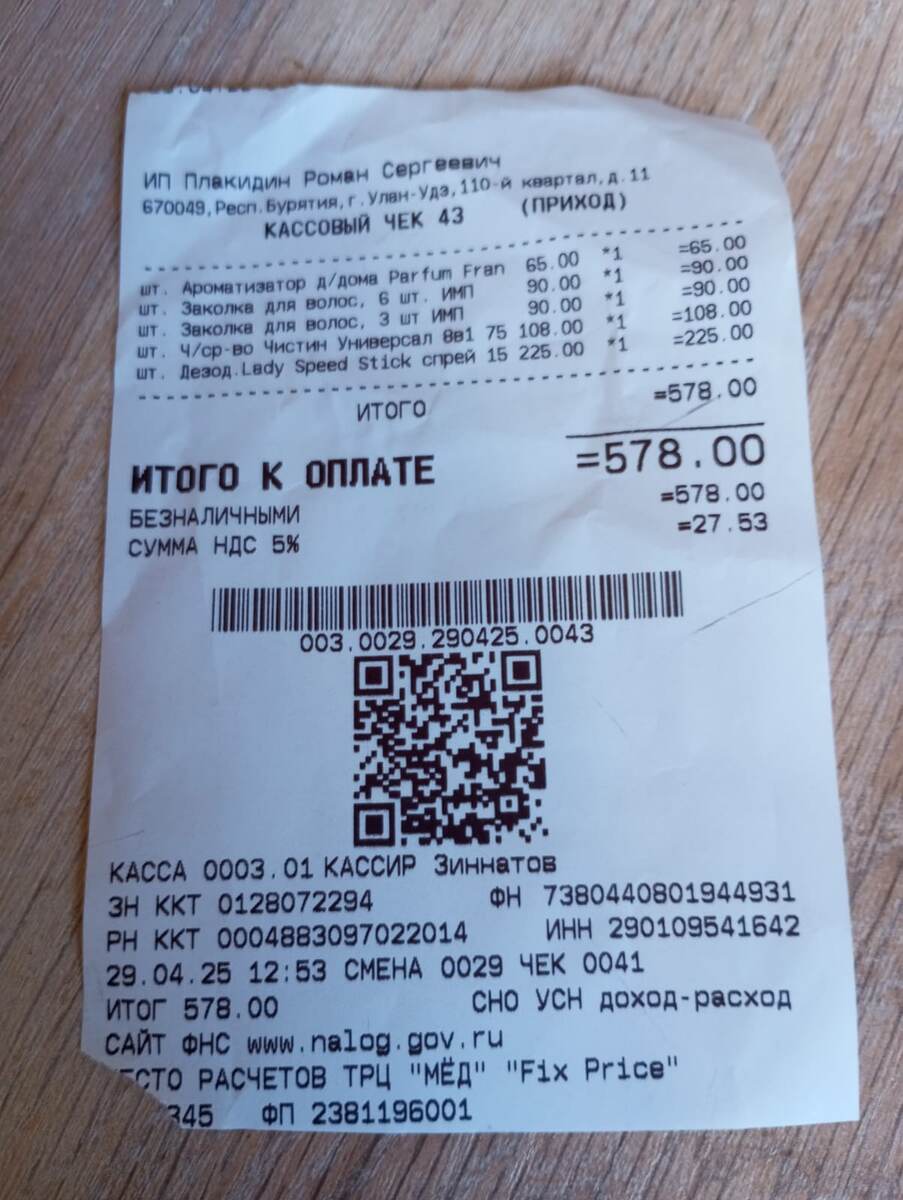 ИП Плакидин Роман Сергеевич
670049,Респ.Бурятия,г.Улан-Удэ,110-й квартал,д.11
КАССОВЫЙ ЧЕК 43 (ПРИХОД)
шт. Ароматизатор д/дома Parfum Fran 65.00 *1 =65.00
шт. Заколка для волос, 6 шт. ИМП 90.00 *1 =90.00
шт. Заколка для волос, 3 шт ИМП 90.00 *1 =90.00
шт. Ч/ср-во Чистин Универсал 8в1 75 108.00 *1 =108.00
шт. Дезод.Lady Speed Stick спрей 15 225.00 *1 =225.00
ИТОГО =578.00
ИТОГО К ОПЛАТЕ =578.00
БЕЗНАЛИЧНЫМИ =578.00
СУММА НДС 5% =27.53
003.0029.290425.0043
КАССА 0003.01 КАССИР Зиннатов
ЗН ККТ 0128072294 ФН 7380440801944931
РН ККТ 0004883097022014 ИНН 290109541642
29.04.25 12:53 СМЕНА 0029 ЧЕК 0041
ИТОГ 578.00 СНО УСН доход-расход
САЙТ ФНС www.nalog.gov.ru
ЕСТО РАСЧЕТОВ ТРЦ "МЁД" "Fix Price"
345 ФП 2381196001